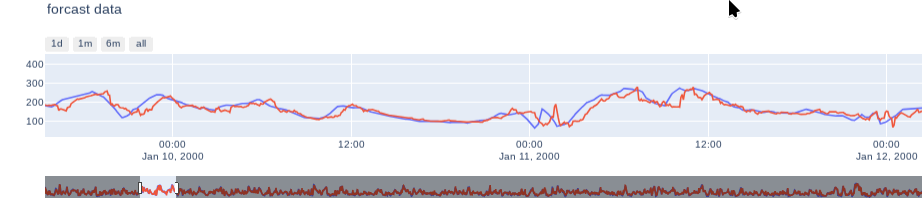 forcast data
1d 1m 6m all
400
300
200
100
00:00 12:00 00:00 12:00 00:00
Jan 10, 2000 Jan 11, 2000 Jan 12, 2000